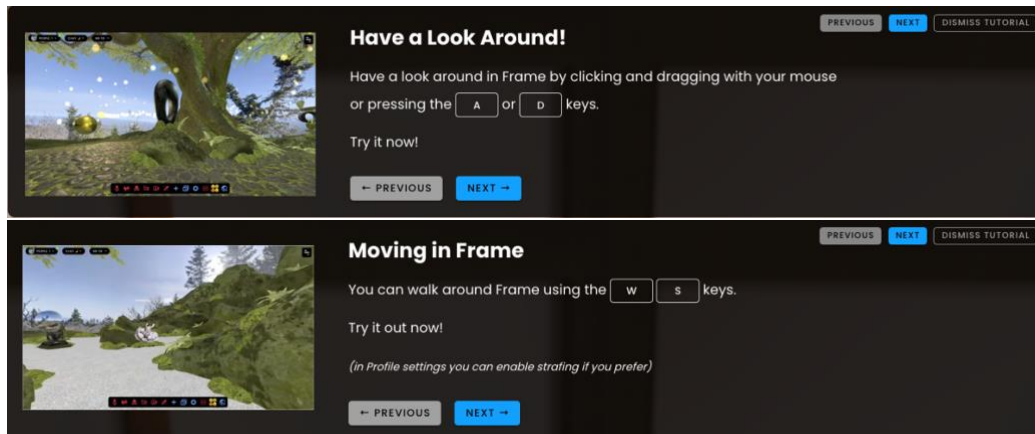 PREVIOUS NEXT DISMISS TUTORIAL
Have a Look Around!
Have a look around in Frame by clicking and dragging with your mouse
or pressing the A or D keys.
Try it now!
← PREVIOUS NEXT →
PREVIOUS NEXT DISMISS TUTORIAL
Moving in Frame
You can walk around Frame using the W S keys.
Try it out now!
(in Profile settings you can enable strafing if you prefer)
← PREVIOUS NEXT →